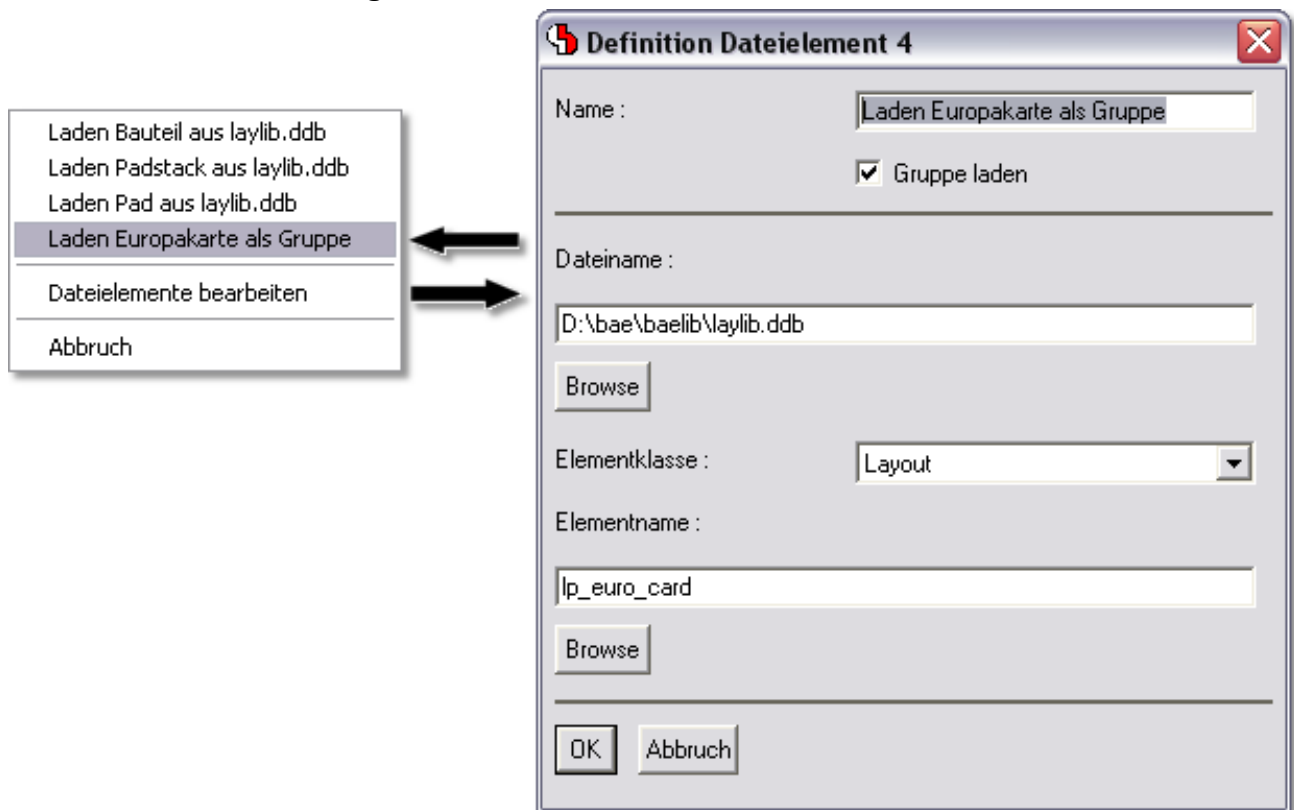 Laden Bauteil aus laylib.ddb
Laden Padstack aus laylib.ddb
Laden Pad aus laylib.ddb
Laden Europakarte als Gruppe
Dateielemente bearbeiten
Abbruch
Definition Dateielement 4
Name : Laden Europakarte als Gruppe
Gruppe laden
Dateiname :
D:\bae\baelib\laylib.ddb
Browse
Elementklasse : Layout
Elementname :
lp_euro_card
Browse
OK Abbruch